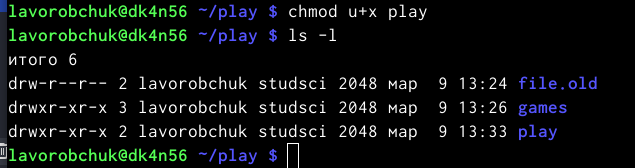 lavorobchuk@dk4n56 ~/play $ chmod u+x play
lavorobchuk@dk4n56 ~/play $ ls -l
итого 6
drw-r--r-- 2 lavorobchuk studsci 2048 мар  9 13:24 file.old
drwxr-xr-x 3 lavorobchuk studsci 2048 мар  9 13:26 games
drwxr-xr-x 2 lavorobchuk studsci 2048 мар  9 13:33 play
lavorobchuk@dk4n56 ~/play $